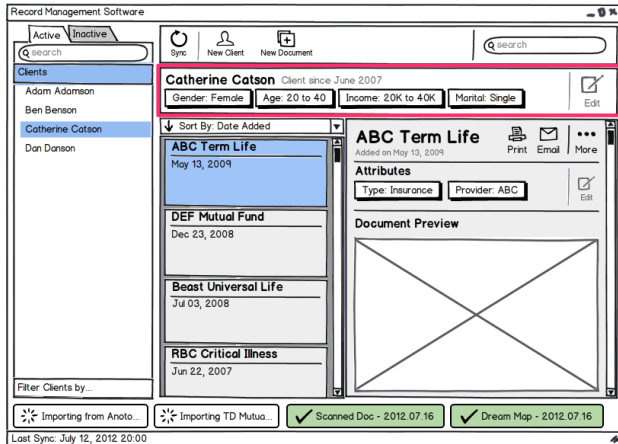 Record Management Software
Active Inactive
search
Sync New Client New Document
search
Clients
Adam Adamson
Ben Benson
Catherine Catson
Dan Danson
Filter Clients by...
Catherine Catson Client since June 2007
Gender: Female Age: 20 to 40 Income: 20K to 40K Marital: Single
Edit
Sort By: Date Added
ABC Term Life
May 13, 2009
DEF Mutual Fund
Dec 23, 2008
Beast Universal Life
Jul 03, 2008
RBC Critical Illness
Jun 22, 2007
ABC Term Life
Added on May 13, 2009
Print Email More
Attributes
Type: Insurance Provider: ABC
Edit
Document Preview
Importing from Anoto... Importing TD Mutua... Scanned Doc - 2012.07.16 Dream Map - 2012.07.16
Last Sync: July 12, 2012 20:00